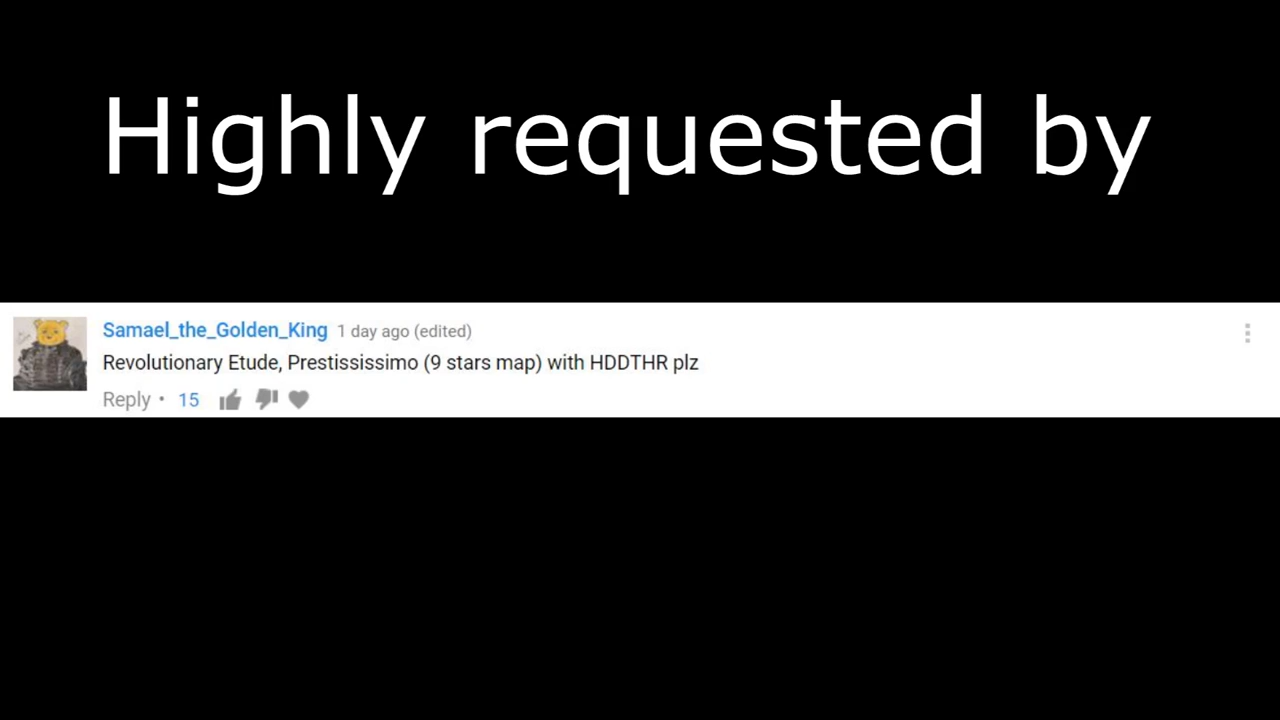 Highly requested by
Samael_the_Golden_King 1 day ago (edited)
Revolutionary Etude, Prestississimo (9 stars map) with HDDTHR plz
Reply • 15